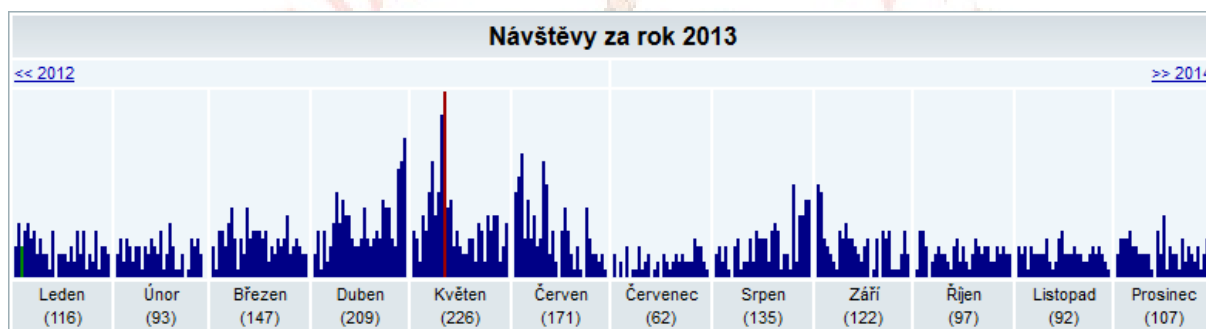 Návštěvy za rok 2013
<< 2012
>> 2014
Leden Únor Březen Duben Květen Červen Červenec Srpen Září Říjen Listopad Prosinec
(116) (93) (147) (209) (226) (171) (62) (135) (122) (97) (92) (107)